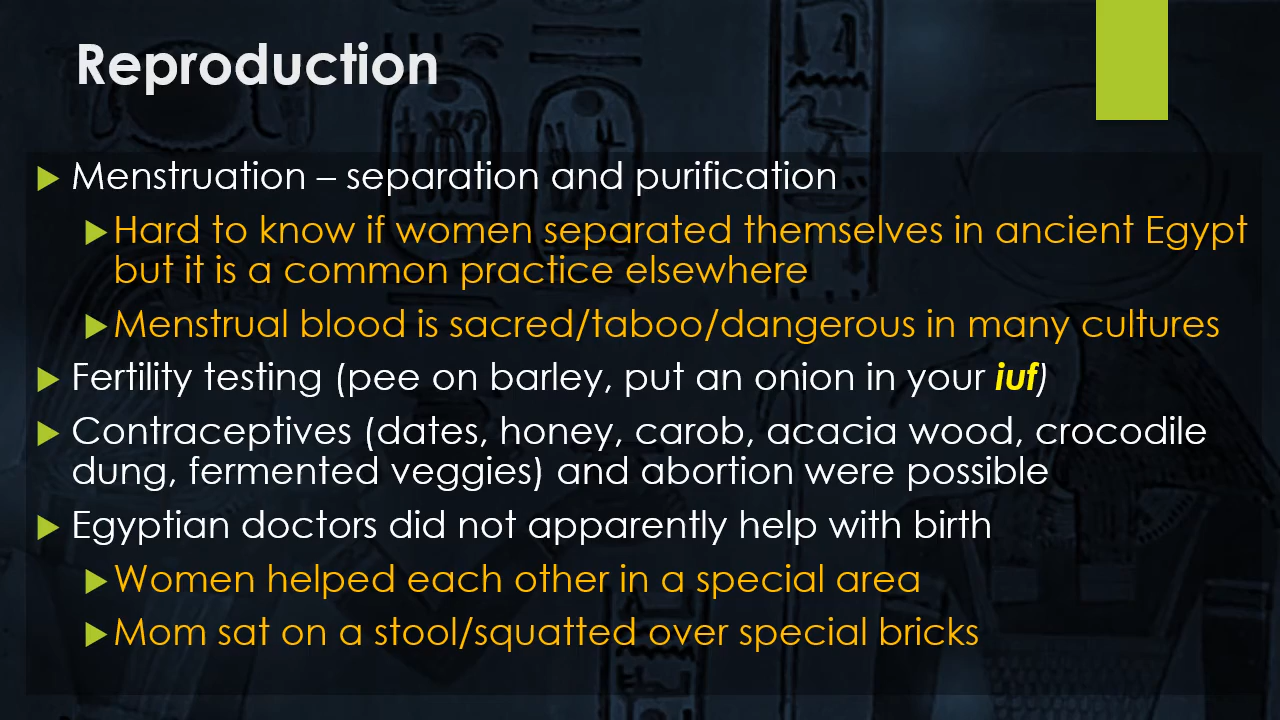 Reproduction
Menstruation – separation and purification
Hard to know if women separated themselves in ancient Egypt
but it is a common practice elsewhere
Menstrual blood is sacred/taboo/dangerous in many cultures
Fertility testing (pee on barley, put an onion in your iuf)
Contraceptives (dates, honey, carob, acacia wood, crocodile
dung, fermented veggies) and abortion were possible
Egyptian doctors did not apparently help with birth
Women helped each other in a special area
Mom sat on a stool/squatted over special bricks